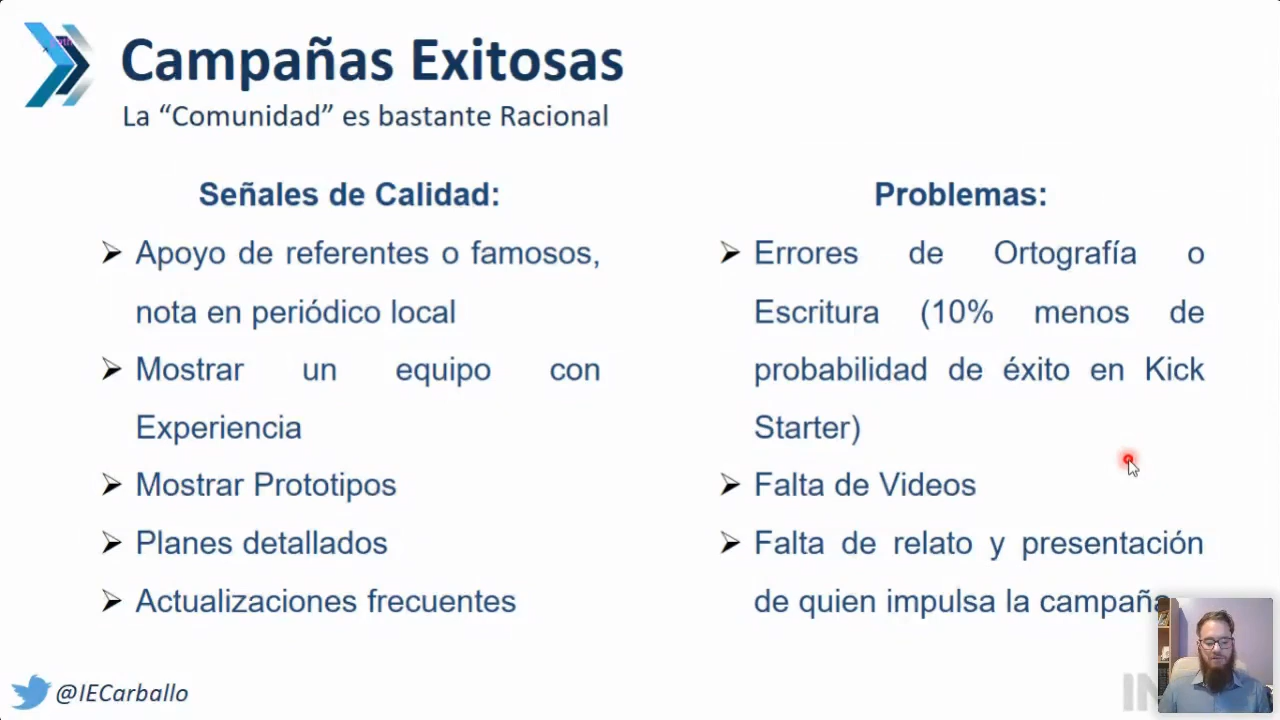 Campañas Exitosas
La “Comunidad” es bastante Racional
Señales de Calidad:
Apoyo de referentes o famosos,
nota en periódico local
Mostrar un equipo con
Experiencia
Mostrar Prototipos
Planes detallados
Actualizaciones frecuentes
Problemas:
Errores de Ortografía o
Escritura (10% menos de
probabilidad de éxito en Kick
Starter)
Falta de Videos
Falta de relato y presentación
de quien impulsa la campaña
@IECarballo